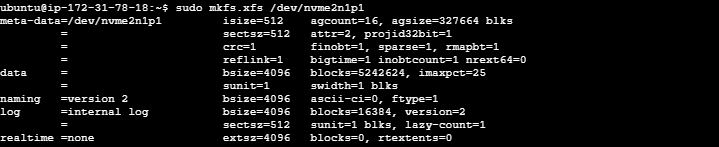 ubuntu@ip-172-31-78-18:~$ sudo mkfs.xfs /dev/nvme2n1p1
meta-data=/dev/nvme2n1p1         isize=512    agcount=16, agsize=327664 blks
         =                       sectsz=512   attr=2, projid32bit=1
         =                       crc=1        finobt=1, sparse=1, rmapbt=1
         =                       reflink=1    bigtime=1 inobtcount=1 nrext64=0
data     =                       bsize=4096   blocks=5242624, imaxpct=25
         =                       sunit=1      swidth=1 blks
naming   =version 2              bsize=4096   ascii-ci=0, ftype=1
log      =internal log           bsize=4096   blocks=16384, version=2
         =                       sectsz=512   sunit=1 blks, lazy-count=1
realtime =none                   extsz=4096   blocks=0, rtextents=0